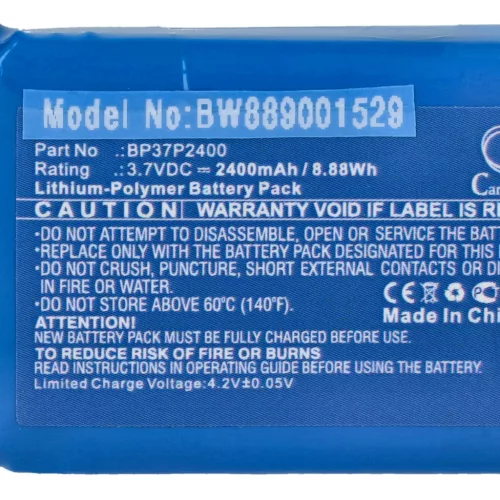 Model No:BW889001529
Part No .:BP37P2400
Rating .:3.7VDC ⎓ 2400mAh / 8.88Wh
Lithium-Polymer Battery Pack
CAUTION WARRANTY VOID IF LABEL IS RE
•DO NOT ATTEMPT TO DISASSEMBLE, OPEN OR SERVICE THE BAT
•REPLACE ONLY WITH THE BATTERY PACK DESIGNATED FOR THIS
•DO NOT CRUSH, PUNCTURE, SHORT EXTERNAL CONTACTS OR D
IN FIRE OR WATER.
•DO NOT STORE ABOVE 60°C (140°F).
Made In Chi
ATTENTION!
NEW BATTERY PACK MUST BE FULLY CHARGED BEFORE USE.
TO REDUCE RISK OF FIRE OR BURNS
READ INSTRUCTIONS IN OPERATING GUIDE BEFORE USING THE BATTERY.
Limited Charge Voltage:4.2V±0.05V